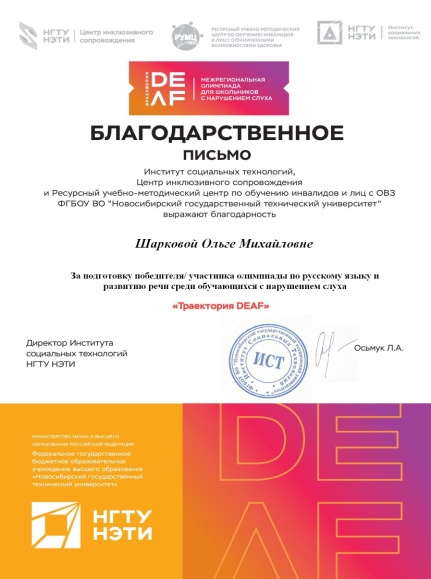 НГТУ НЭТИ
Центр инклюзивного сопровождения
РУМЦ
РЕСУРСНЫЙ УЧЕБНО-МЕТОДИЧЕСКИЙ
ЦЕНТР ПО ОБУЧЕНИЮ ИНВАЛИДОВ
И ЛИЦ С ОГРАНИЧЕННЫМИ
ВОЗМОЖНОСТЯМИ ЗДОРОВЬЯ
НГТУ НЭТИ
Институт социальных технологий
DE
AF
МЕЖРЕГИОНАЛЬНАЯ
ОЛИМПИАДА
ДЛЯ ШКОЛЬНИКОВ
С НАРУШЕНИЕМ СЛУХА
БЛАГОДАРСТВЕННОЕ
ПИСЬМО
Институт социальных технологий,
Центр инклюзивного сопровождения
и Ресурсный учебно-методический центр по обучению инвалидов и лиц с ОВЗ
ФГБОУ ВО "Новосибирский государственный технический университет"
выражают благодарность
Шарковой Ольге Михайловне
За подготовку победителя/ участника олимпиады по русскому языку и
развитию речи среди обучающихся с нарушением слуха
«Траектория DEAF»
Директор Института
социальных технологий
НГТУ НЭТИ
ИСТ
Осьмук Л.А.
МИНИСТЕРСТВО НАУКИ И ВЫСШЕГО
ОБРАЗОВАНИЯ РОССИЙСКОЙ ФЕДЕРАЦИИ
Федеральное государственное
бюджетное образовательное
учреждение высшего образования
«Новосибирский государственный
технический университет»
НГТУ
НЭТИ
DE
AF